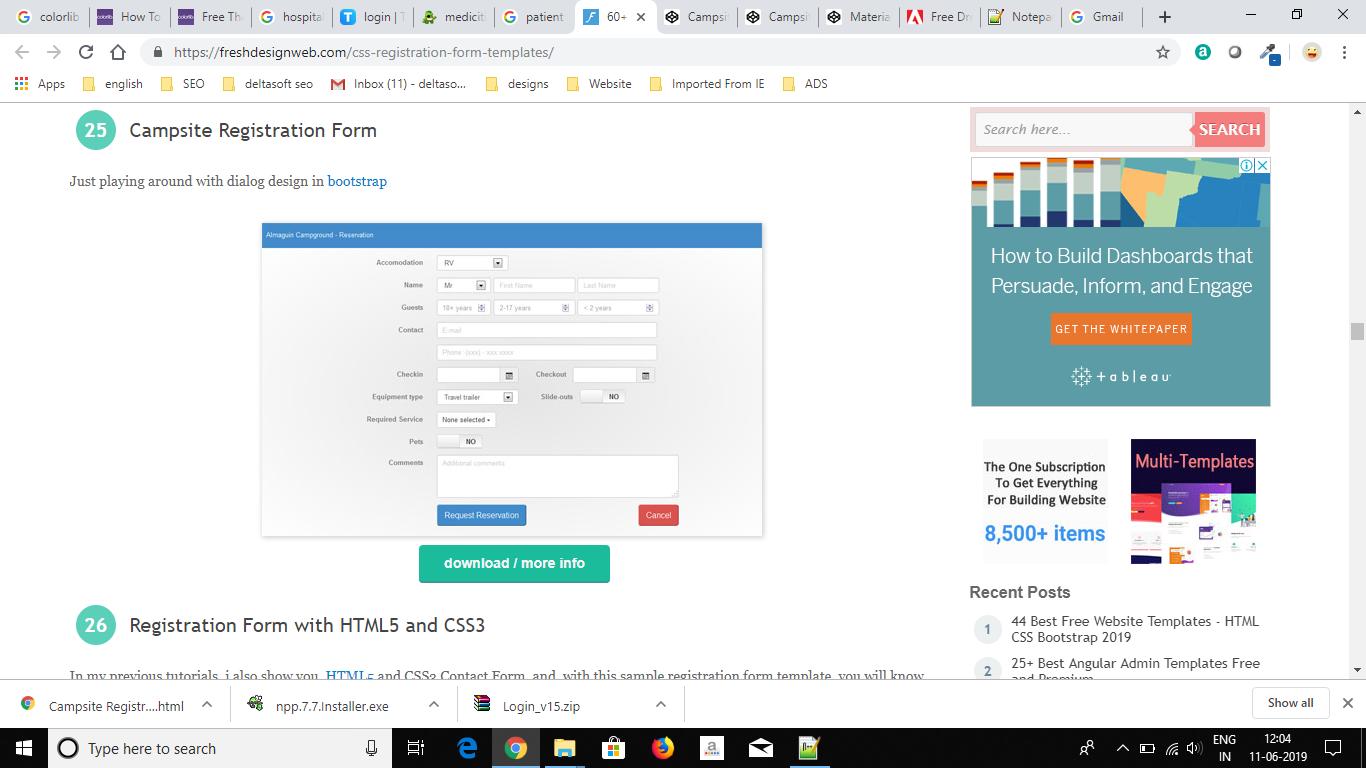 colorlib
How To
Free The
hospital
login | T
mediciti
patient
60+
Campsit
Campsit
Materia
Free Dr
Notepa
Gmail
https://freshdesignweb.com/css-registration-form-templates/
Apps
english
SEO
deltasoft seo
Inbox (11) - deltaso...
designs
Website
Imported From IE
ADS
25 Campsite Registration Form
Just playing around with dialog design in bootstrap
Almaguin Campground - Reservation
Accomodation RV
Name Mr First Name Last Name
Guests 18+ years 2-17 years < 2 years
Contact E-mail
Phone: (xxx) - xxx xxxx
Checkin Checkout
Equipment type Travel trailer Slide-outs NO
Required Service None selected
Pets NO
Comments Additional comments
Request Reservation Cancel
download / more info
26 Registration Form with HTML5 and CSS3
In my previous tutorials, i also show you, HTML5 and CSS3 Contact Form, and, with this sample registration form template, you will know
Search here... SEARCH
How to Build Dashboards that
Persuade, Inform, and Engage
GET THE WHITEPAPER
+ a b l e a u
The One Subscription
To Get Everything
For Building Website
8,500+ items
Multi-Templates
Recent Posts
1 44 Best Free Website Templates - HTML
CSS Bootstrap 2019
2 25+ Best Angular Admin Templates Free
and Premium
Campsite Registr....html
npp.7.7.Installer.exe
Login_v15.zip
Show all
Type here to search
ENG
IN
12:04
11-06-2019